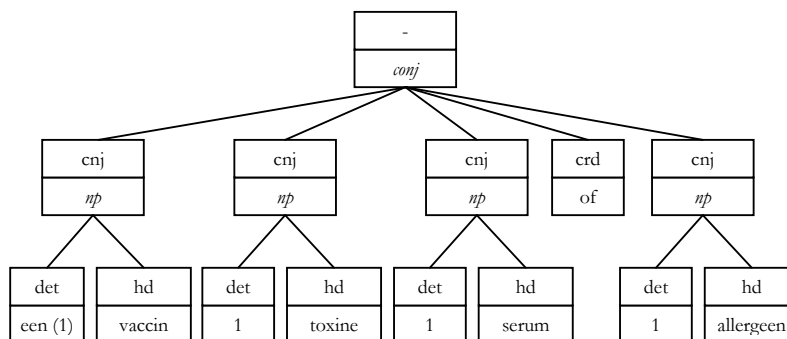 -
conj
cnj cnj cnj crd cnj
np np np of np
det hd det hd det hd det hd
een (1) vaccin 1 toxine 1 serum 1 allergeen